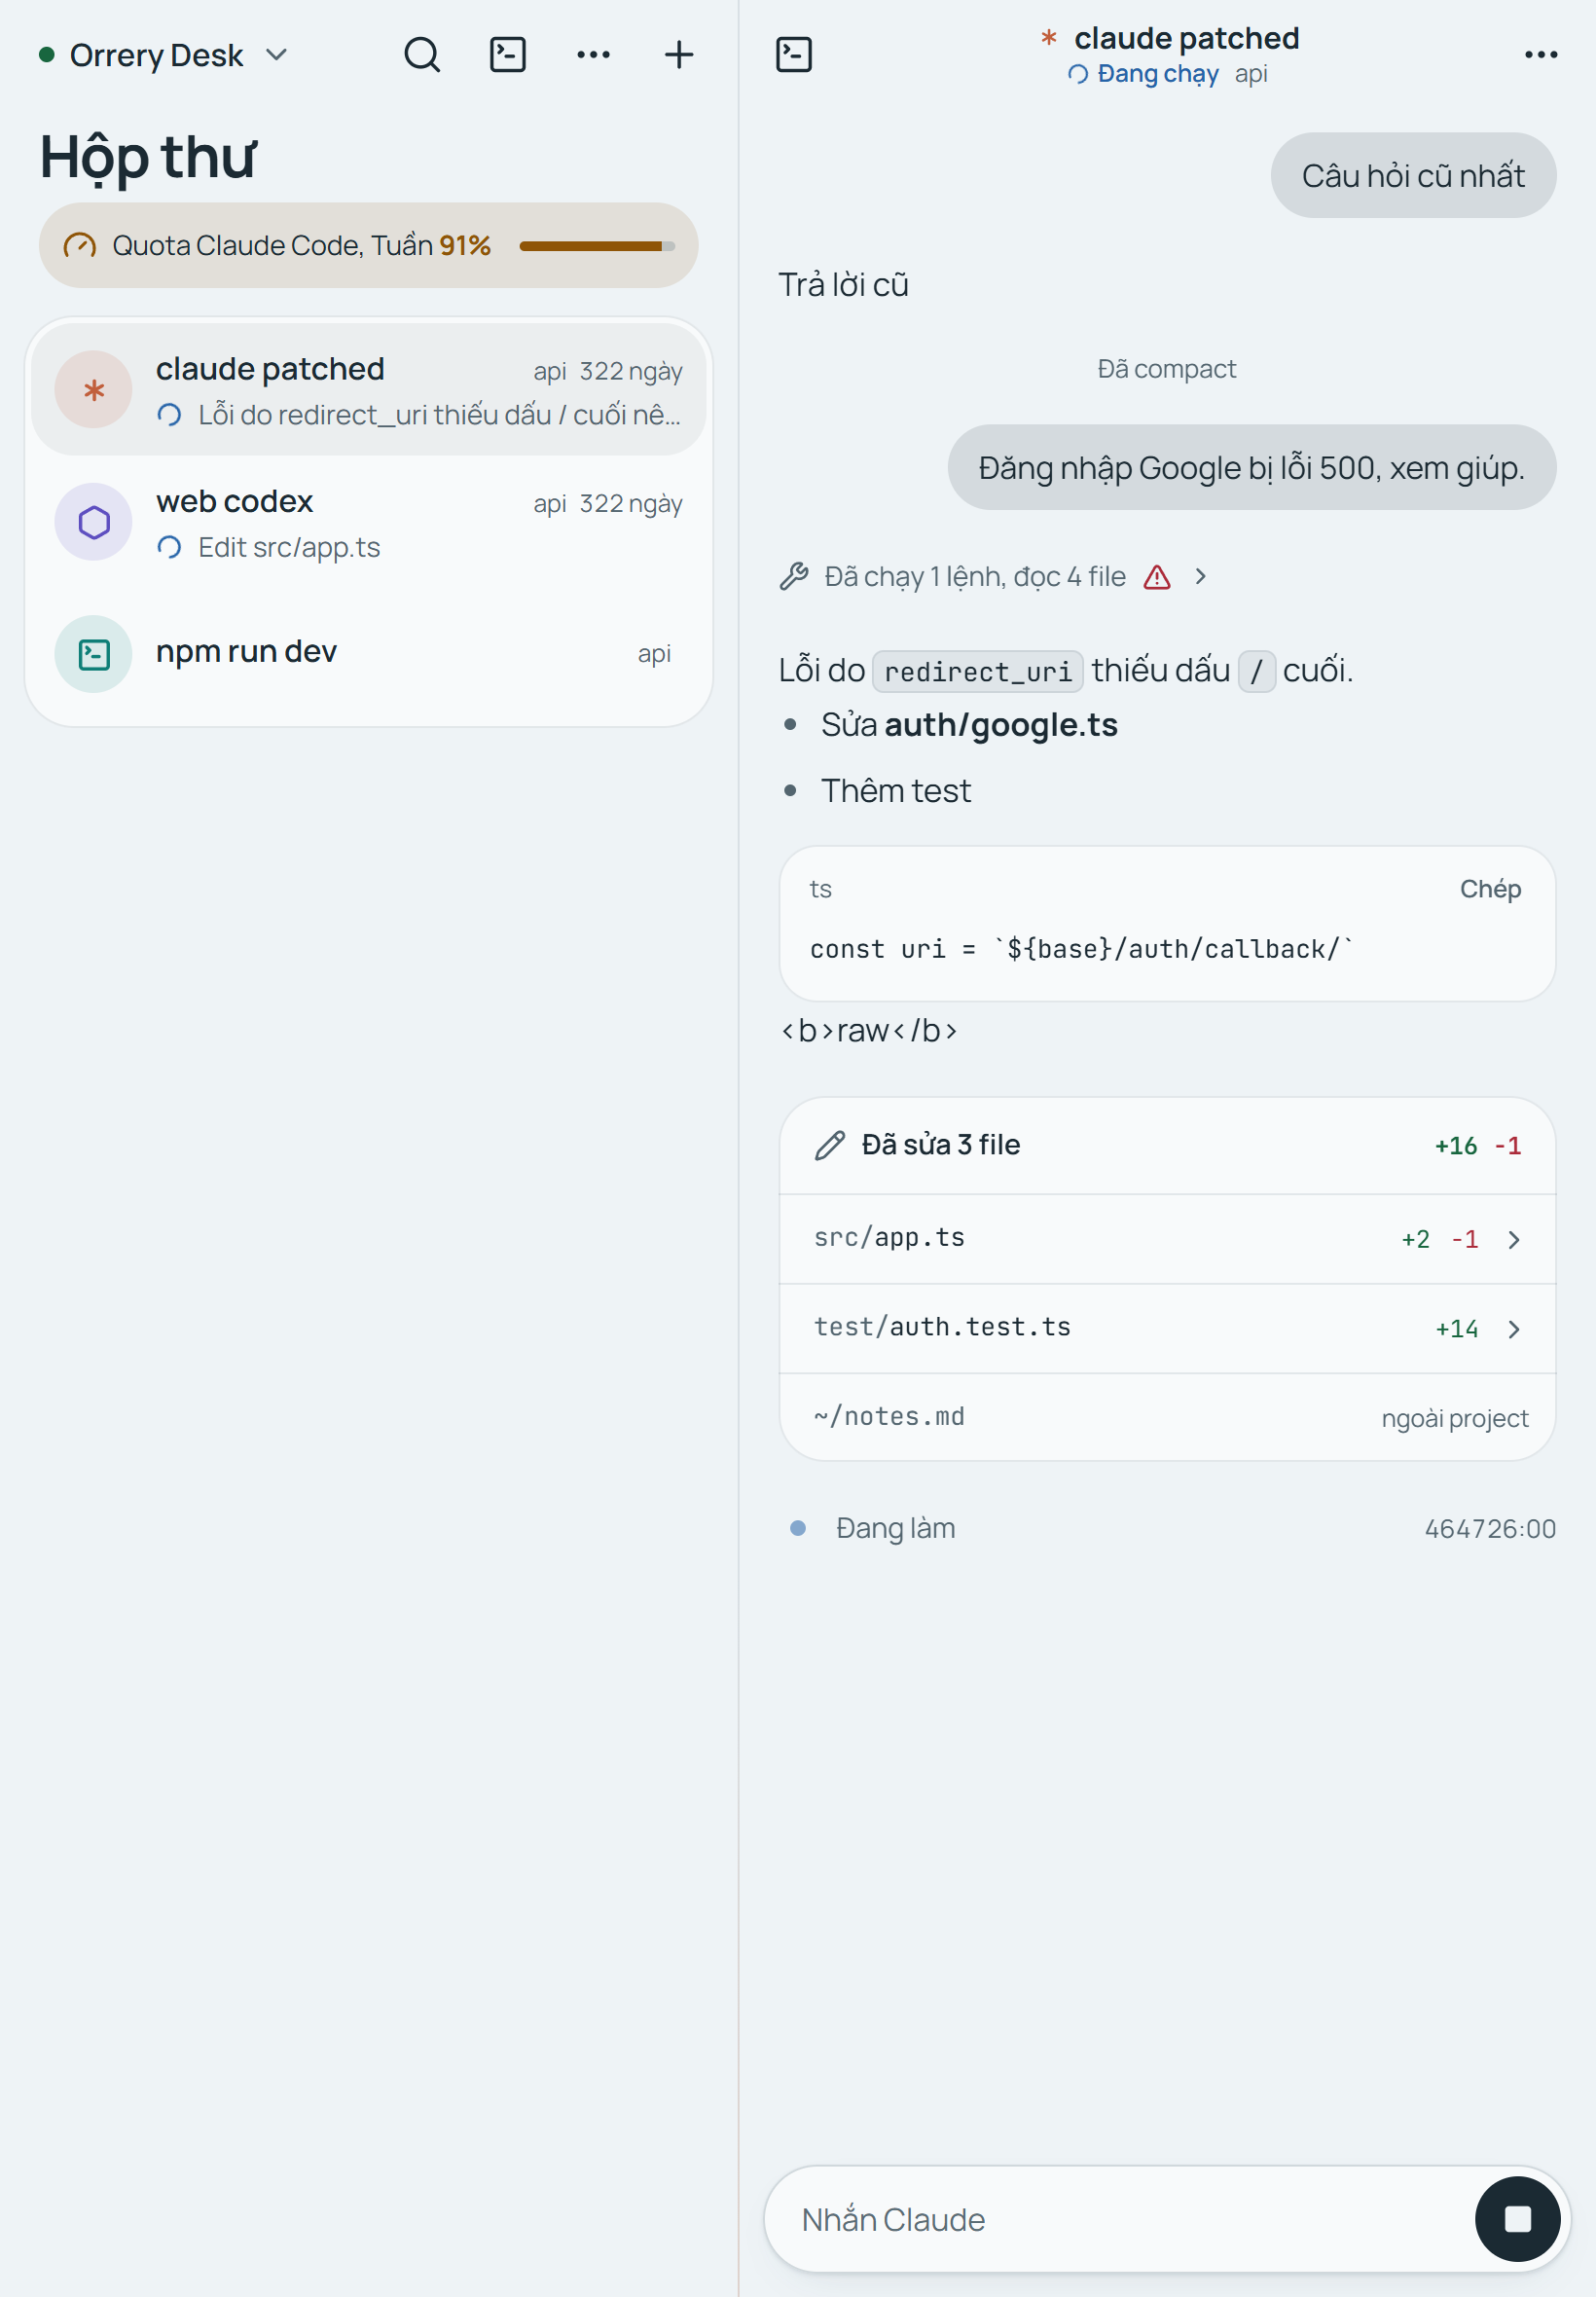 Orrery Desk
Hộp thư
Quota Claude Code, Tuần 91%
claude patched api 322 ngày
Lỗi do redirect_uri thiếu dấu / cuối nê...
web codex api 322 ngày
Edit src/app.ts
npm run dev api
claude patched
Đang chạy api
Câu hỏi cũ nhất
Trả lời cũ
Đã compact
Đăng nhập Google bị lỗi 500, xem giúp.
Đã chạy 1 lệnh, đọc 4 file
Lỗi do redirect_uri thiếu dấu / cuối.
• Sửa auth/google.ts
• Thêm test
ts Chép
const uri = `${base}/auth/callback/`
<b>raw</b>
Đã sửa 3 file +16 -1
src/app.ts +2 -1
test/auth.test.ts +14
~/notes.md ngoài project
Đang làm 464726:00
Nhắn Claude